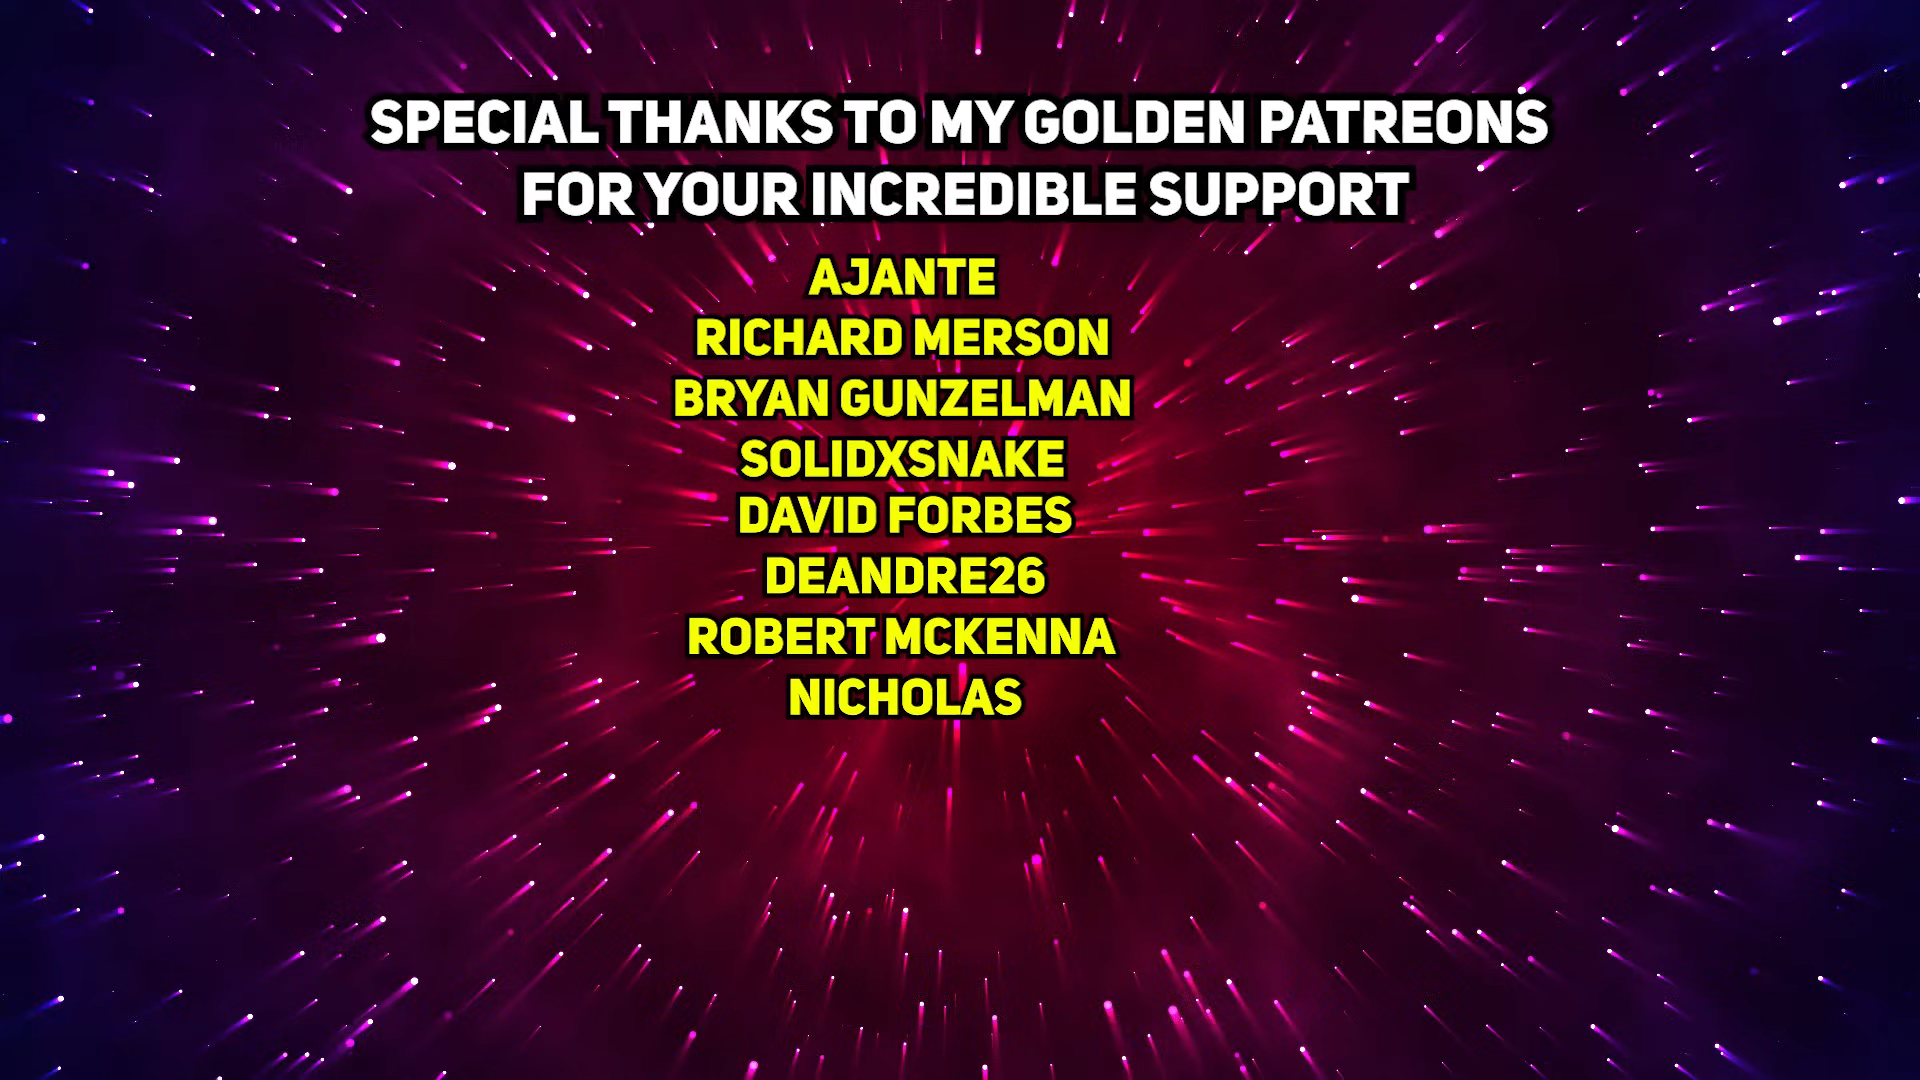 SPECIAL THANKS TO MY GOLDEN PATREONS
FOR YOUR INCREDIBLE SUPPORT
AJANTE
RICHARD MERSON
BRYAN GUNZELMAN
SOLIDXSNAKE
DAVID FORBES
DEANDRE26
ROBERT MCKENNA
NICHOLAS